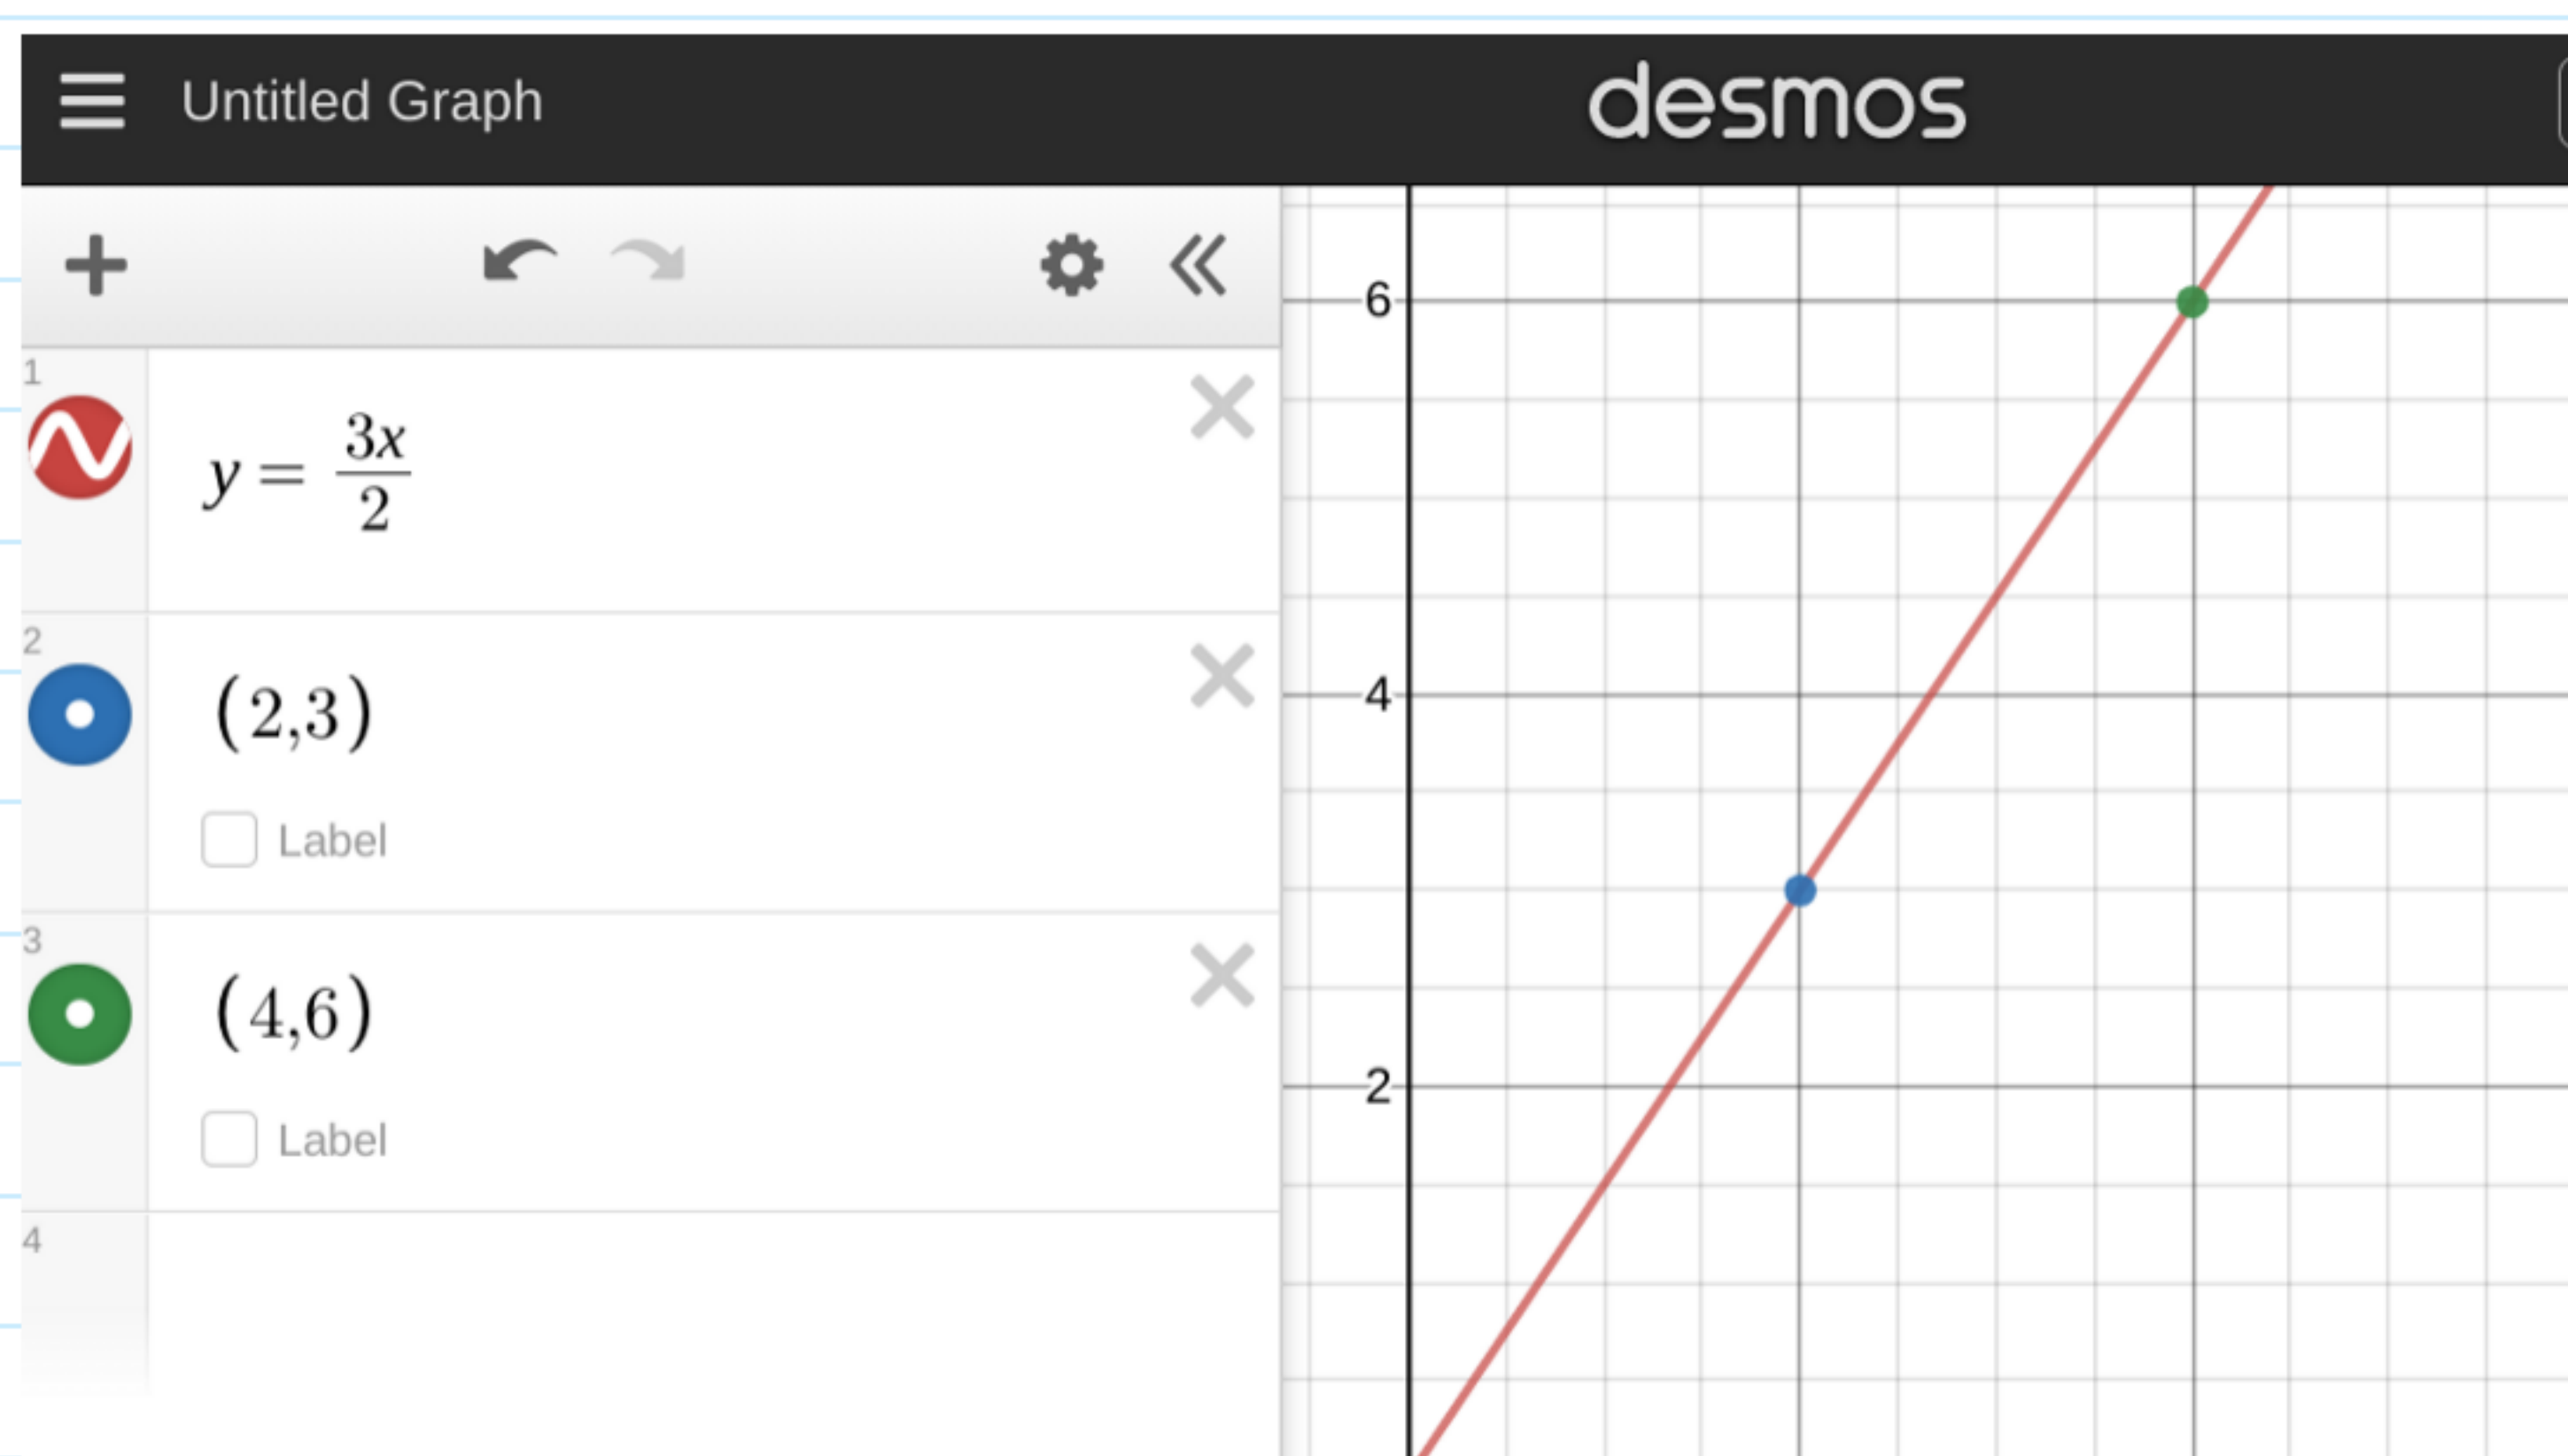 Untitled Graph
desmos
1
y = 3x/2
2
(2,3)
Label
3
(4,6)
Label
4
6
4
2